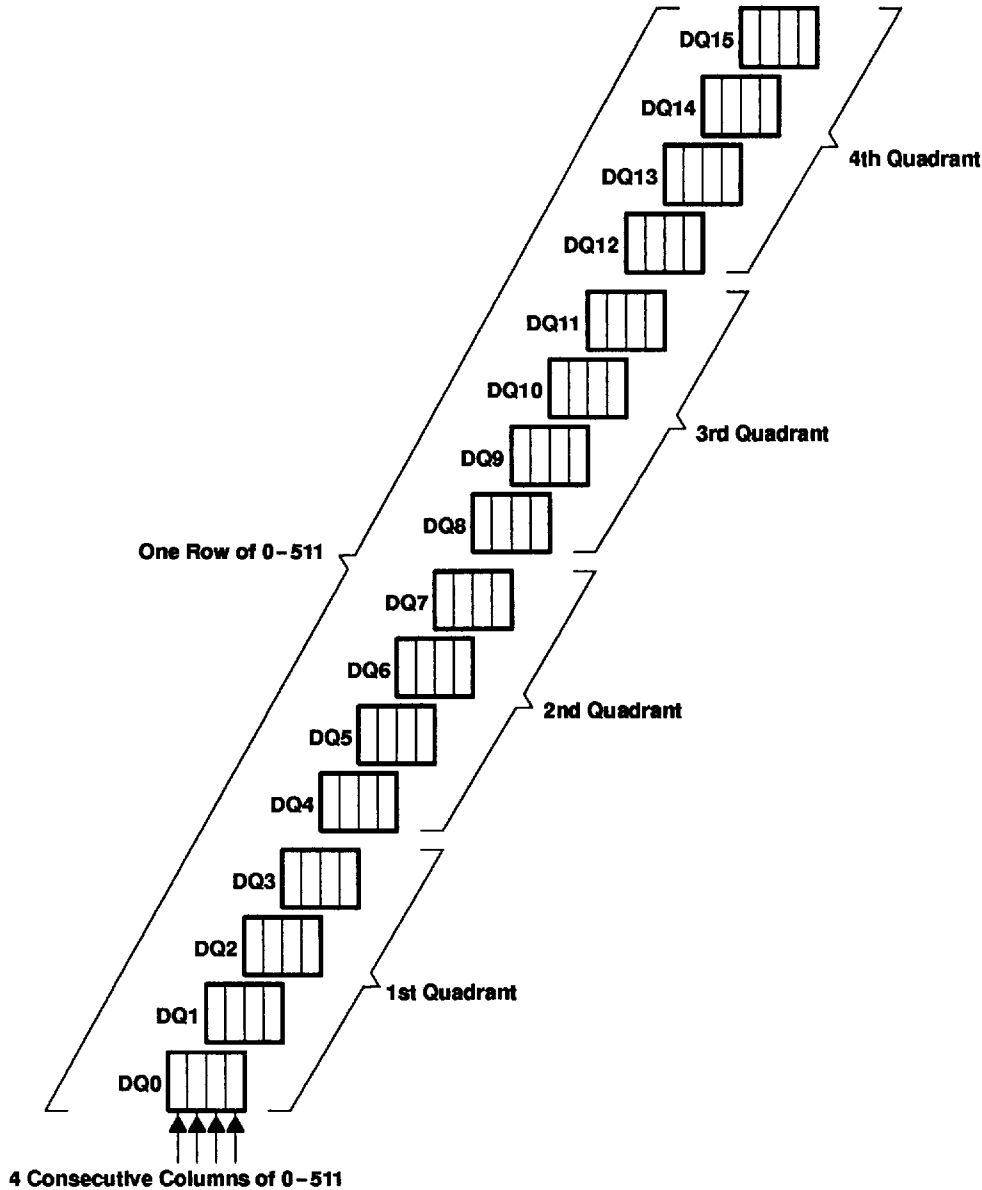 DQ15
DQ14
4th Quadrant
DQ13
DQ12
DQ11
DQ10
3rd Quadrant
DQ9
DQ8
One Row of 0–511
DQ7
DQ6
2nd Quadrant
DQ5
DQ4
DQ3
DQ2
1st Quadrant
DQ1
DQ0
4 Consecutive Columns of 0–511